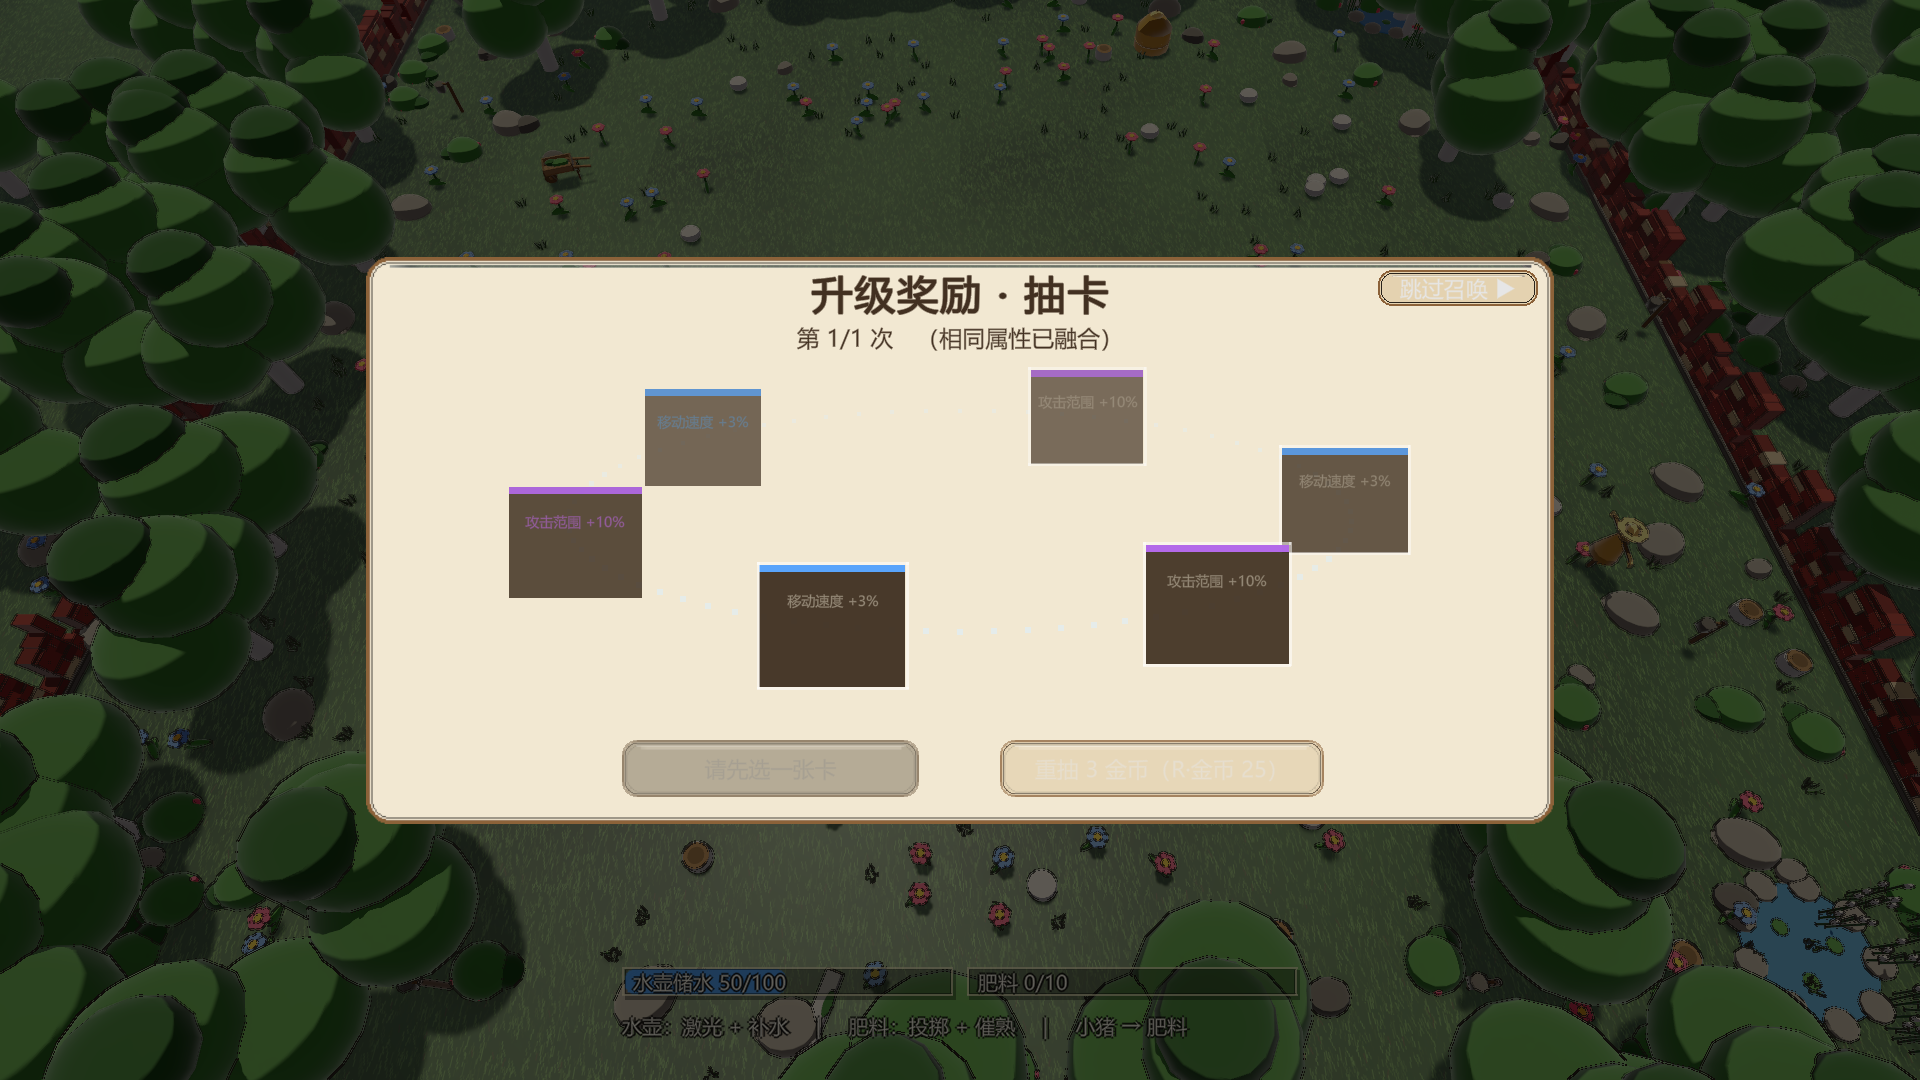 升级奖励 · 抽卡
跳过召唤 ▶
第 1/1 次 （相同属性已融合）
移动速度 +3%
攻击范围 +10%
移动速度 +3%
攻击范围 +10%
攻击范围 +10%
移动速度 +3%
请先选一张卡
重抽 3 金币（R·金币 25）
水壶储水 50/100
肥料 0/10
水壶：激光 + 补水 | 肥料：投掷 + 催熟 | 小猪 → 肥料